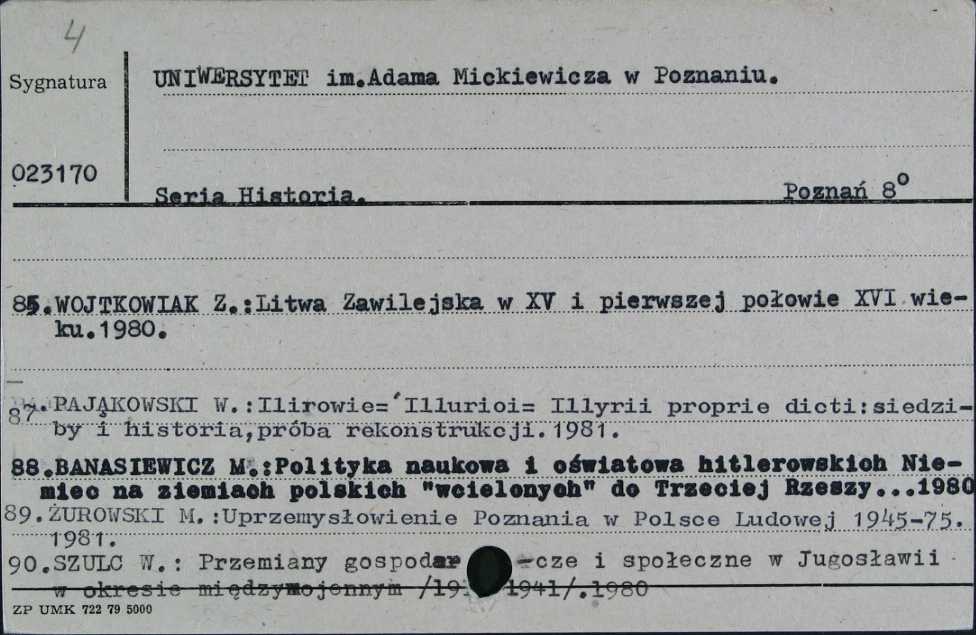 4
Sygnatura
UNIWERSYTET im.Adama Mickiewicza w Poznaniu.
023170
Seria Historia. Poznań 8°
85.WOJTKOWIAK Z.:Litwa Zawilejska w XV i pierwszej połowie XVI wie-
ku.1980.
87.PAJĄKOWSKI W.:Ilirowie=´Illurioi= Illyrii proprie dicti:siedzi-
by i historia,próba rekonstrukcji.1981.
88.BANASIEWICZ M.:Polityka naukowa i oświatowa hitlerowskich Nie-
miec na ziemiach polskich "wcielonych" do Trzeciej Rzeszy...1980
89.ŻUROWSKI M.:Uprzemysłowienie Poznania w Polsce Ludowej 1945-75.
1981.
90.SZULC W.: Przemiany gospodar -cze i społeczne w Jugosławii
w okresie międzywojennym 1941/.1980
ZP UMK 722 79 5000